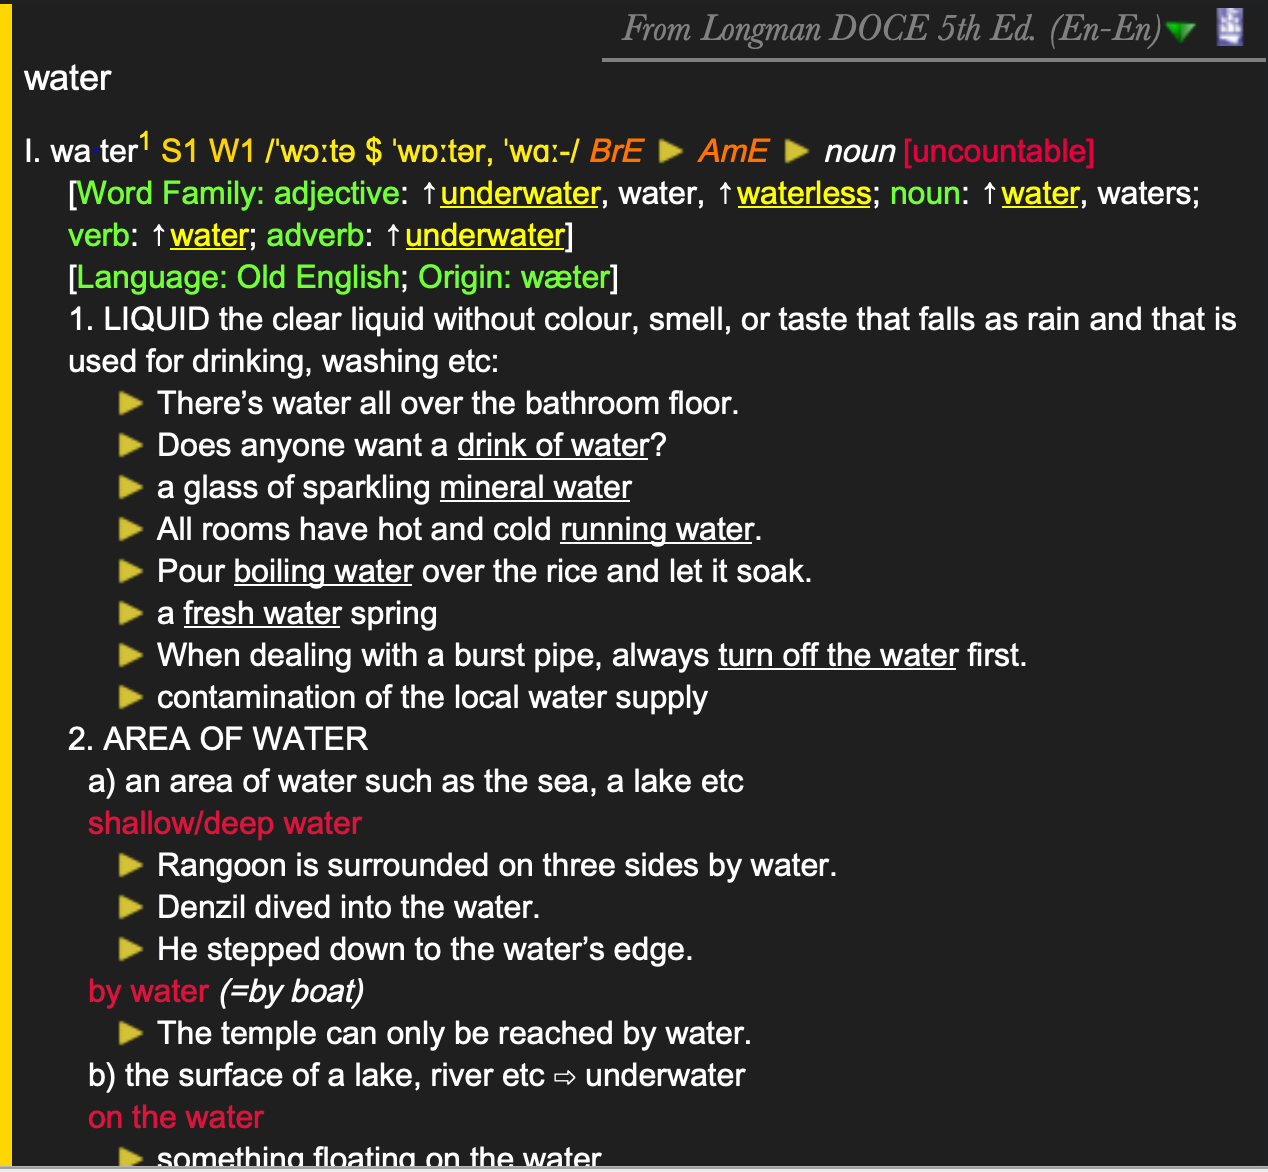 From Longman DOCE 5th Ed. (En-En)
water
I. wa·ter1 S1 W1 /ˈwɔːtə $ ˈwɒːtər, ˈwɑː-/ BrE ▶ AmE ▶ noun [uncountable]
[Word Family: adjective: ↑underwater, water, ↑waterless; noun: ↑water, waters;
verb: ↑water; adverb: ↑underwater]
[Language: Old English; Origin: wæter]
1. LIQUID the clear liquid without colour, smell, or taste that falls as rain and that is
used for drinking, washing etc:
▶ There’s water all over the bathroom floor.
▶ Does anyone want a drink of water?
▶ a glass of sparkling mineral water
▶ All rooms have hot and cold running water.
▶ Pour boiling water over the rice and let it soak.
▶ a fresh water spring
▶ When dealing with a burst pipe, always turn off the water first.
▶ contamination of the local water supply
2. AREA OF WATER
a) an area of water such as the sea, a lake etc
shallow/deep water
▶ Rangoon is surrounded on three sides by water.
▶ Denzil dived into the water.
▶ He stepped down to the water’s edge.
by water (=by boat)
▶ The temple can only be reached by water.
b) the surface of a lake, river etc ⇨ underwater
on the water
▶ something floating on the water